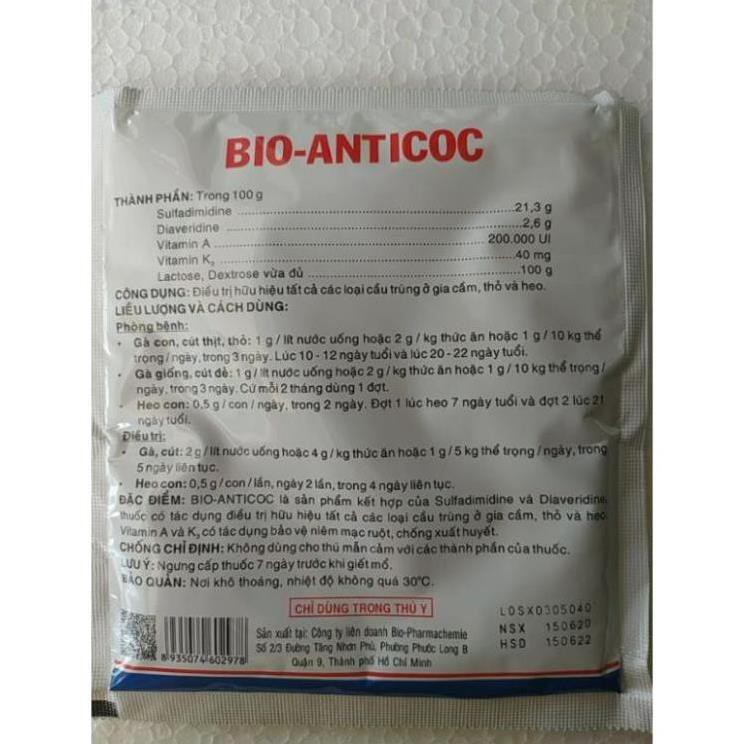 BIO-ANTICOC
THÀNH PHẦN: Trong 100 g
Sulfadimidine ........ 21,3 g
Diaveridine ........ 2,6 g
Vitamin A ........ 200.000 UI
Vitamin K₃ ........ 40 mg
Lactose, Dextrose vừa đủ ........ 100 g
CÔNG DỤNG: Điều trị hữu hiệu tất cả các loại cầu trùng ở gia cầm, thỏ và heo.
LIỀU LƯỢNG VÀ CÁCH DÙNG:
Phòng bệnh:
• Gà con, cút thịt, thỏ: 1 g / lít nước uống hoặc 2 g / kg thức ăn hoặc 1 g / 10 kg thể
trọng / ngày, trong 3 ngày. Lúc 10 - 12 ngày tuổi và lúc 20 - 22 ngày tuổi.
• Gà giống, cút đẻ: 1 g / lít nước uống hoặc 2 g / kg thức ăn hoặc 1 g / 10 kg thể trọng /
ngày, trong 3 ngày. Cứ mỗi 2 tháng dùng 1 đợt.
• Heo con: 0,5 g / con / ngày, trong 2 ngày. Đợt 1 lúc heo 7 ngày tuổi và đợt 2 lúc 21
ngày tuổi.
Điều trị:
• Gà, cút: 2 g / lít nước uống hoặc 4 g / kg thức ăn hoặc 1 g / 5 kg thể trọng / ngày, trong
5 ngày liên tục.
• Heo con: 0,5 g / con / lần, ngày 2 lần, trong 4 ngày liên tục.
ĐẶC ĐIỂM: BIO-ANTICOC là sản phẩm kết hợp của Sulfadimidine và Diaveridine,
thuốc có tác dụng điều trị hữu hiệu tất cả các loại cầu trùng ở gia cầm, thỏ và heo.
Vitamin A và K₃ có tác dụng bảo vệ niêm mạc ruột, chống xuất huyết.
CHỐNG CHỈ ĐỊNH: Không dùng cho thú mẫn cảm với các thành phần của thuốc.
LƯU Ý: Ngưng cấp thuốc 7 ngày trước khi giết mổ.
BẢO QUẢN: Nơi khô thoáng, nhiệt độ không quá 30°C.
CHỈ DÙNG TRONG THÚ Y
Sản xuất tại: Công ty liên doanh Bio-Pharmachemie
Số 2/3 Đường Tăng Nhơn Phú, Phường Phước Long B
Quận 9, Thành phố Hồ Chí Minh
8 935074 602978
LOSX0305040
NSX 150620
HSD 150622